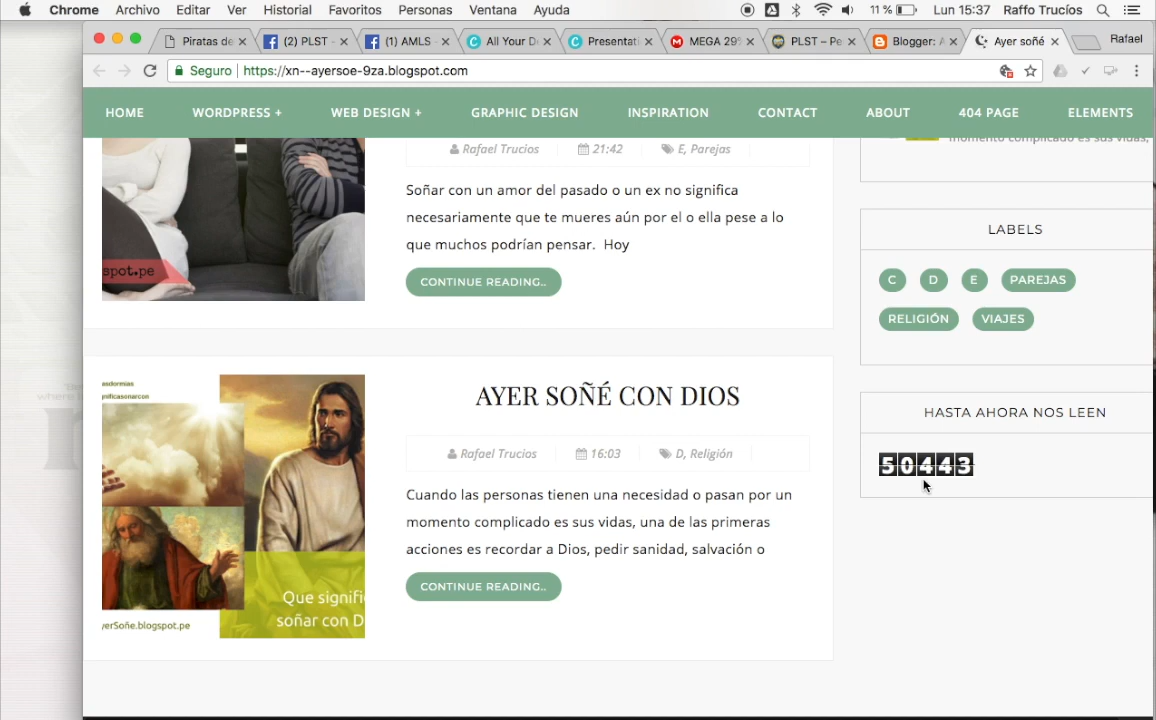 Chrome Archivo Editar Ver Historial Favoritos Personas Ventana Ayuda 11 % Lun 15:37 Raffo Trucíos
Piratas de (2) PLST - (1) AMLS - All Your De Presentati MEGA 29% PLST – Pe Blogger: A Ayer soñé Rafael
Seguro https://xn--ayersoe-9za.blogspot.com
HOME WORDPRESS + WEB DESIGN + GRAPHIC DESIGN INSPIRATION CONTACT ABOUT 404 PAGE ELEMENTS
momento complicado es sus vidas,
Rafael Trucios 21:42 E, Parejas
Soñar con un amor del pasado o un ex no significa
necesariamente que te mueres aún por el o ella pese a lo
que muchos podrían pensar. Hoy
spot.pe
CONTINUE READING..
LABELS
C D E PAREJAS
RELIGIÓN VIAJES
asdormias
gnificasonarcon
AYER SOÑÉ CON DIOS
Rafael Trucios 16:03 D, Religión
Cuando las personas tienen una necesidad o pasan por un
momento complicado es sus vidas, una de las primeras
acciones es recordar a Dios, pedir sanidad, salvación o
CONTINUE READING..
Que signifi
soñar con D
yerSoñe.blogspot.pe
HASTA AHORA NOS LEEN
50443